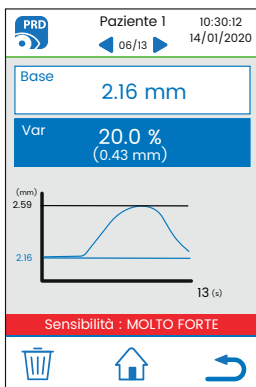 PRD
Paziente 1
10:30:12
06/13
14/01/2020
Base
2.16 mm
Var
20.0 %
(0.43 mm)
(mm)
2.59
2.16
13 (s)
Sensibilità : MOLTO FORTE